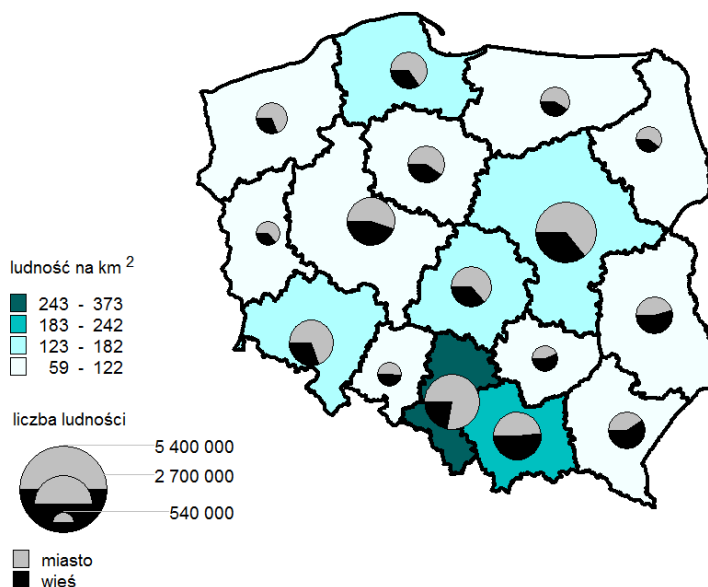 ludność na km 2
243 - 373
183 - 242
123 - 182
59 - 122
liczba ludności
5 400 000
2 700 000
540 000
miasto
wieś